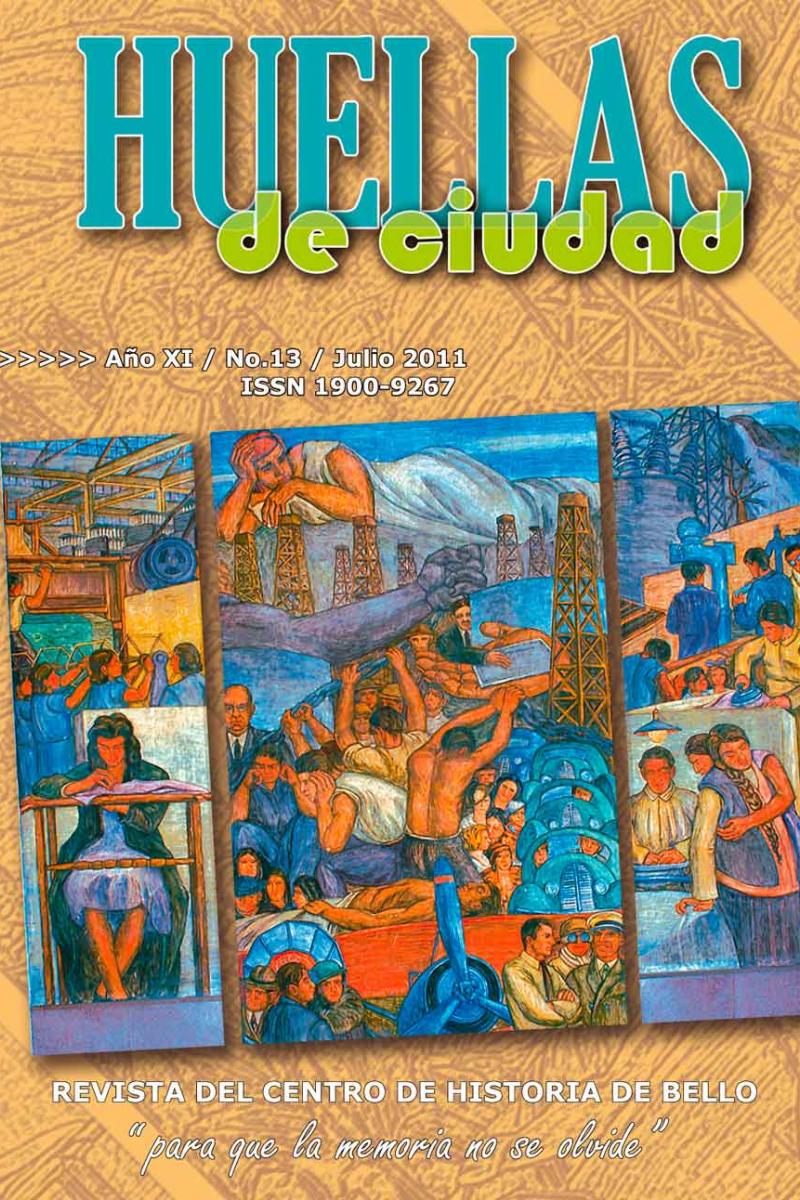 HUELLAS
de ciudad
>>>>> Año XI / No.13 / Julio 2011
ISSN 1900-9267
REVISTA DEL CENTRO DE HISTORIA DE BELLO
"para que la memoria no se olvide"